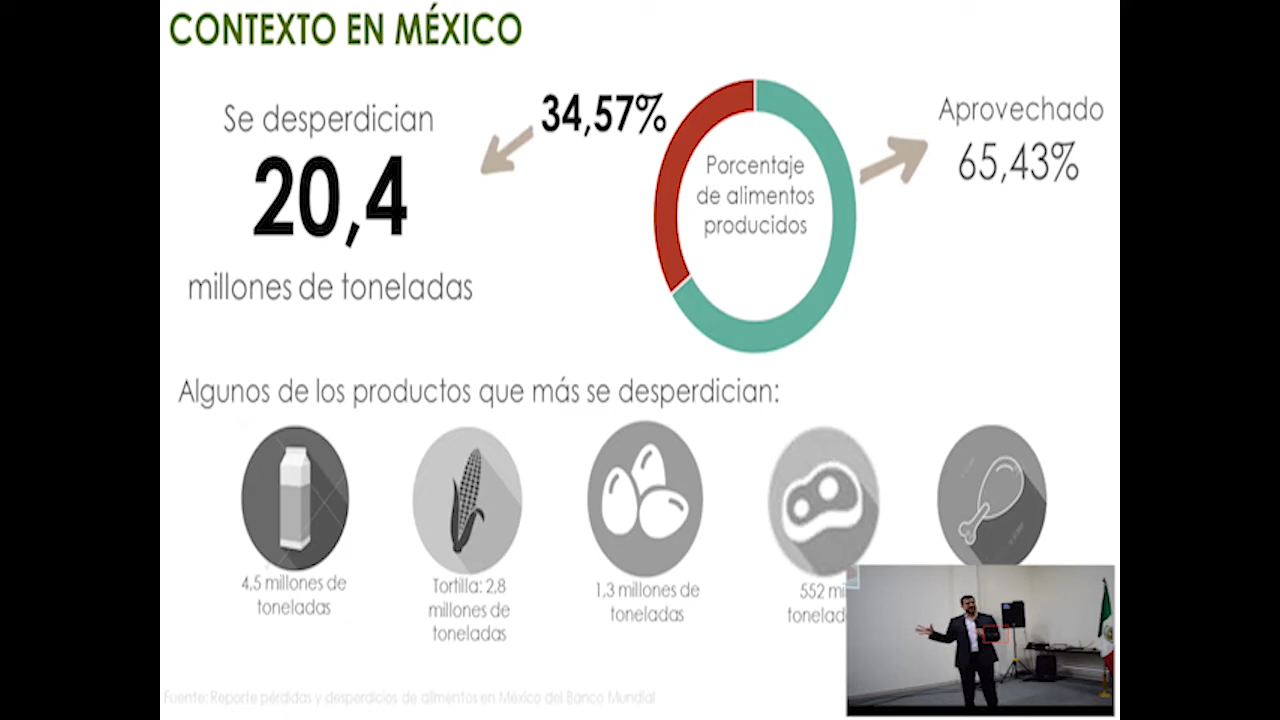 CONTEXTO EN MÉXICO
Se desperdician
20,4
millones de toneladas
34,57%
Porcentaje
de alimentos
producidos
Aprovechado
65,43%
Algunos de los productos que más se desperdician:
4,5 millones de
toneladas
Tortilla: 2,8
millones de
toneladas
1,3 millones de
toneladas
552
Fuente: Reporte pérdidas y desperdicios de alimentos en México del Banco Mundial